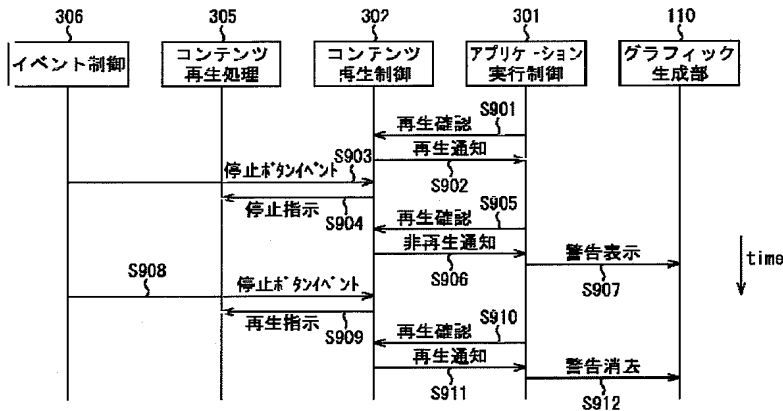 306
305
302
301
110
イベント制御
コンテンツ
再生処理
コンテンツ
再生制御
アプリケーション
実行制御
グラフィック
生成部
S901
再生確認
再生通知
S902
S903
停止ボタンイベント
停止指示
S904
S905
再生確認
非再生通知
S906
警告表示
S907
time
S908
停止ボタンイベント
再生指示
S909
S910
再生確認
再生通知
S911
警告消去
S912